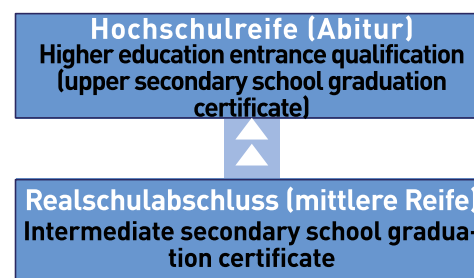 Hochschulreife (Abitur)
Higher education entrance qualification
(upper secondary school graduation
certificate)
Realschulabschluss (mittlere Reife)
Intermediate secondary school gradua-
tion certificate